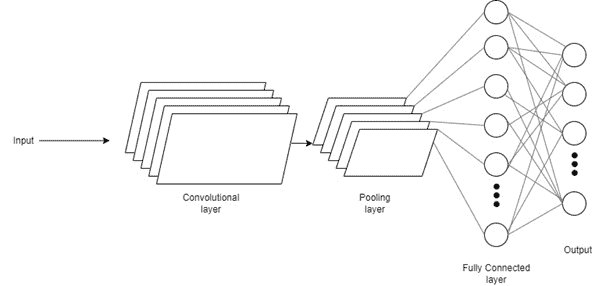 Input
Convolutional
layer
Pooling
layer
Fully Connected
layer
Output